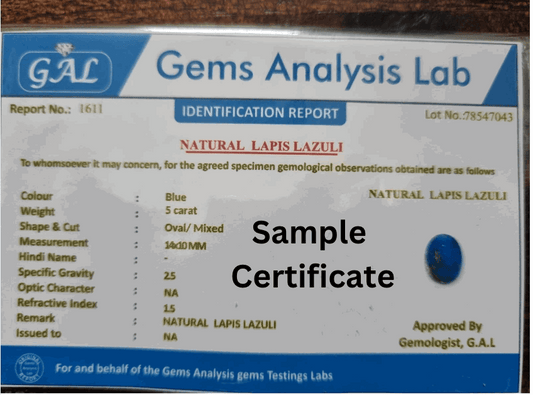 GAL
Gems Analysis Lab
Report No.: 1611
IDENTIFICATION REPORT
Lot No.:78547043
NATURAL LAPIS LAZULI
To whomsoever it may concern, for the agreed specimen gemological observations obtained are as follows
NATURAL LAPIS LAZULI
Colour : Blue
Weight : 5 carat
Shape & Cut : Oval/ Mixed
Measurement : 14x10 MM
Hindi Name : -
Specific Gravity : 2.5
Optic Character : NA
Refractive Index : 1.5
Remark : NATURAL LAPIS LAZULI
Issued to : NA
Sample
Certificate
Approved By
Gemologist, G.A.L
For and behalf of the Gems Analysis gems Testings Labs